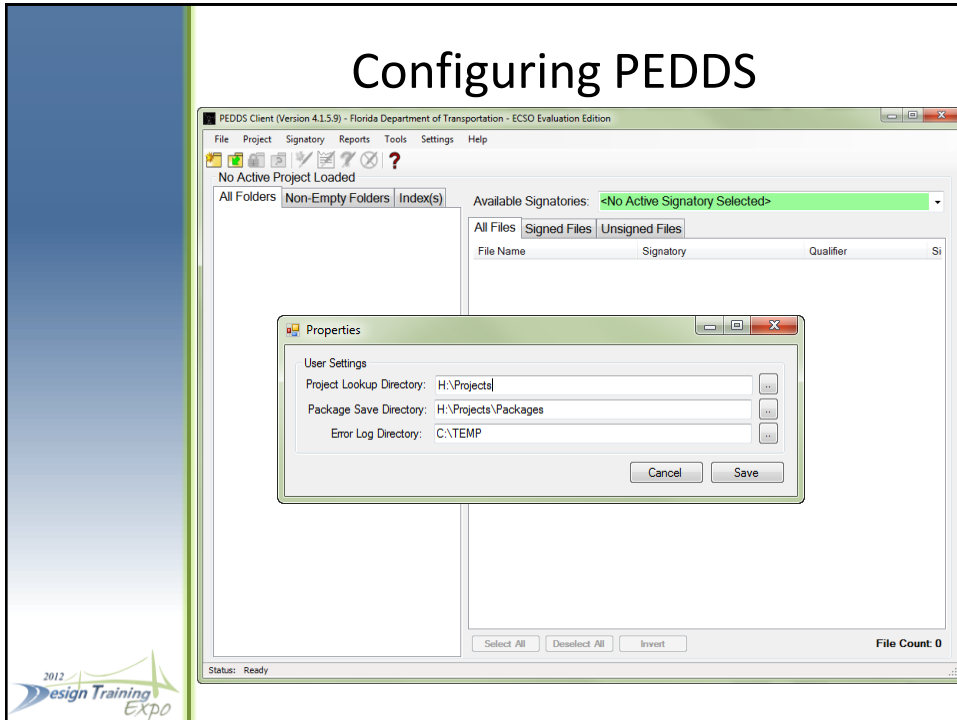 Configuring PEDDS
PEDDS Client (Version 4.1.5.9) - Florida Department of Transportation - ECSO Evaluation Edition
File Project Signatory Reports Tools Settings Help
?
No Active Project Loaded
All Folders Non-Empty Folders Index(s)
Available Signatories: <No Active Signatory Selected>
All Files Signed Files Unsigned Files
File Name Signatory Qualifier Si
Properties
User Settings
Project Lookup Directory: H:\Projects ..
Package Save Directory: H:\Projects\Packages ..
Error Log Directory: C:\TEMP ..
Cancel Save
Select All Deselect All Invert File Count: 0
Status: Ready
2012
Design Training
Expo